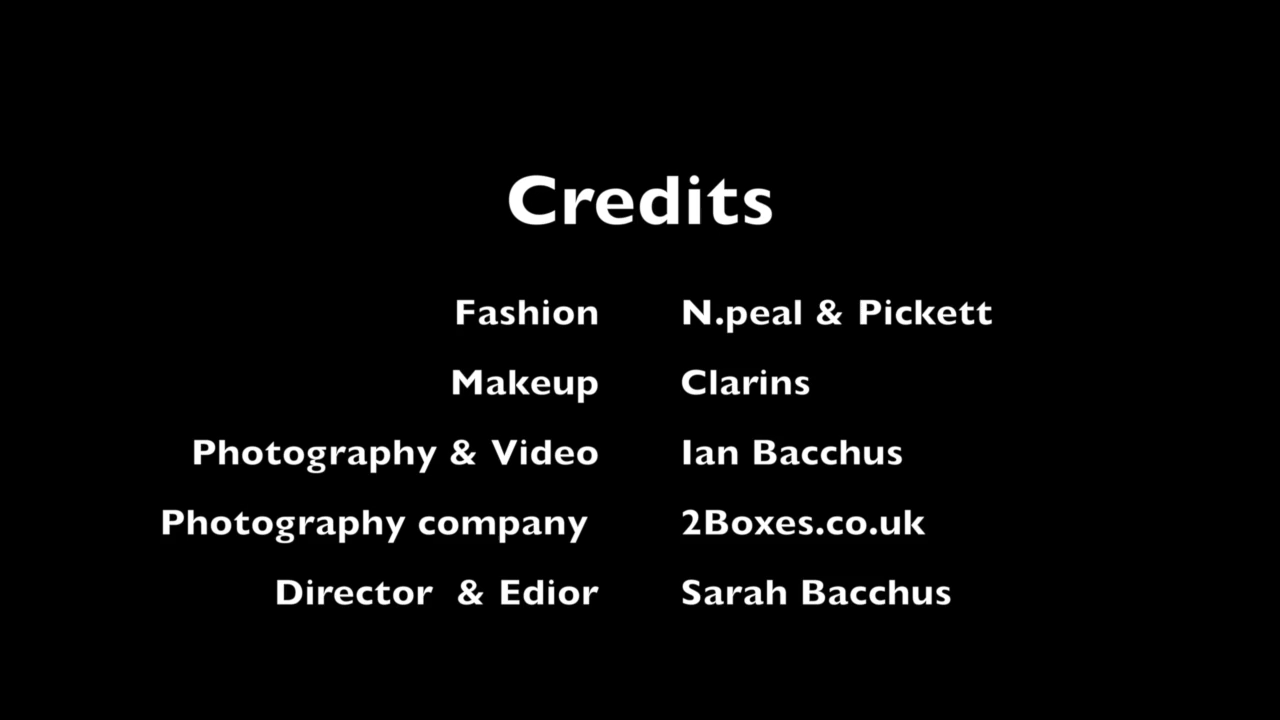 Credits
Fashion N.peal & Pickett
Makeup Clarins
Photography & Video Ian Bacchus
Photography company 2Boxes.co.uk
Director & Edior Sarah Bacchus